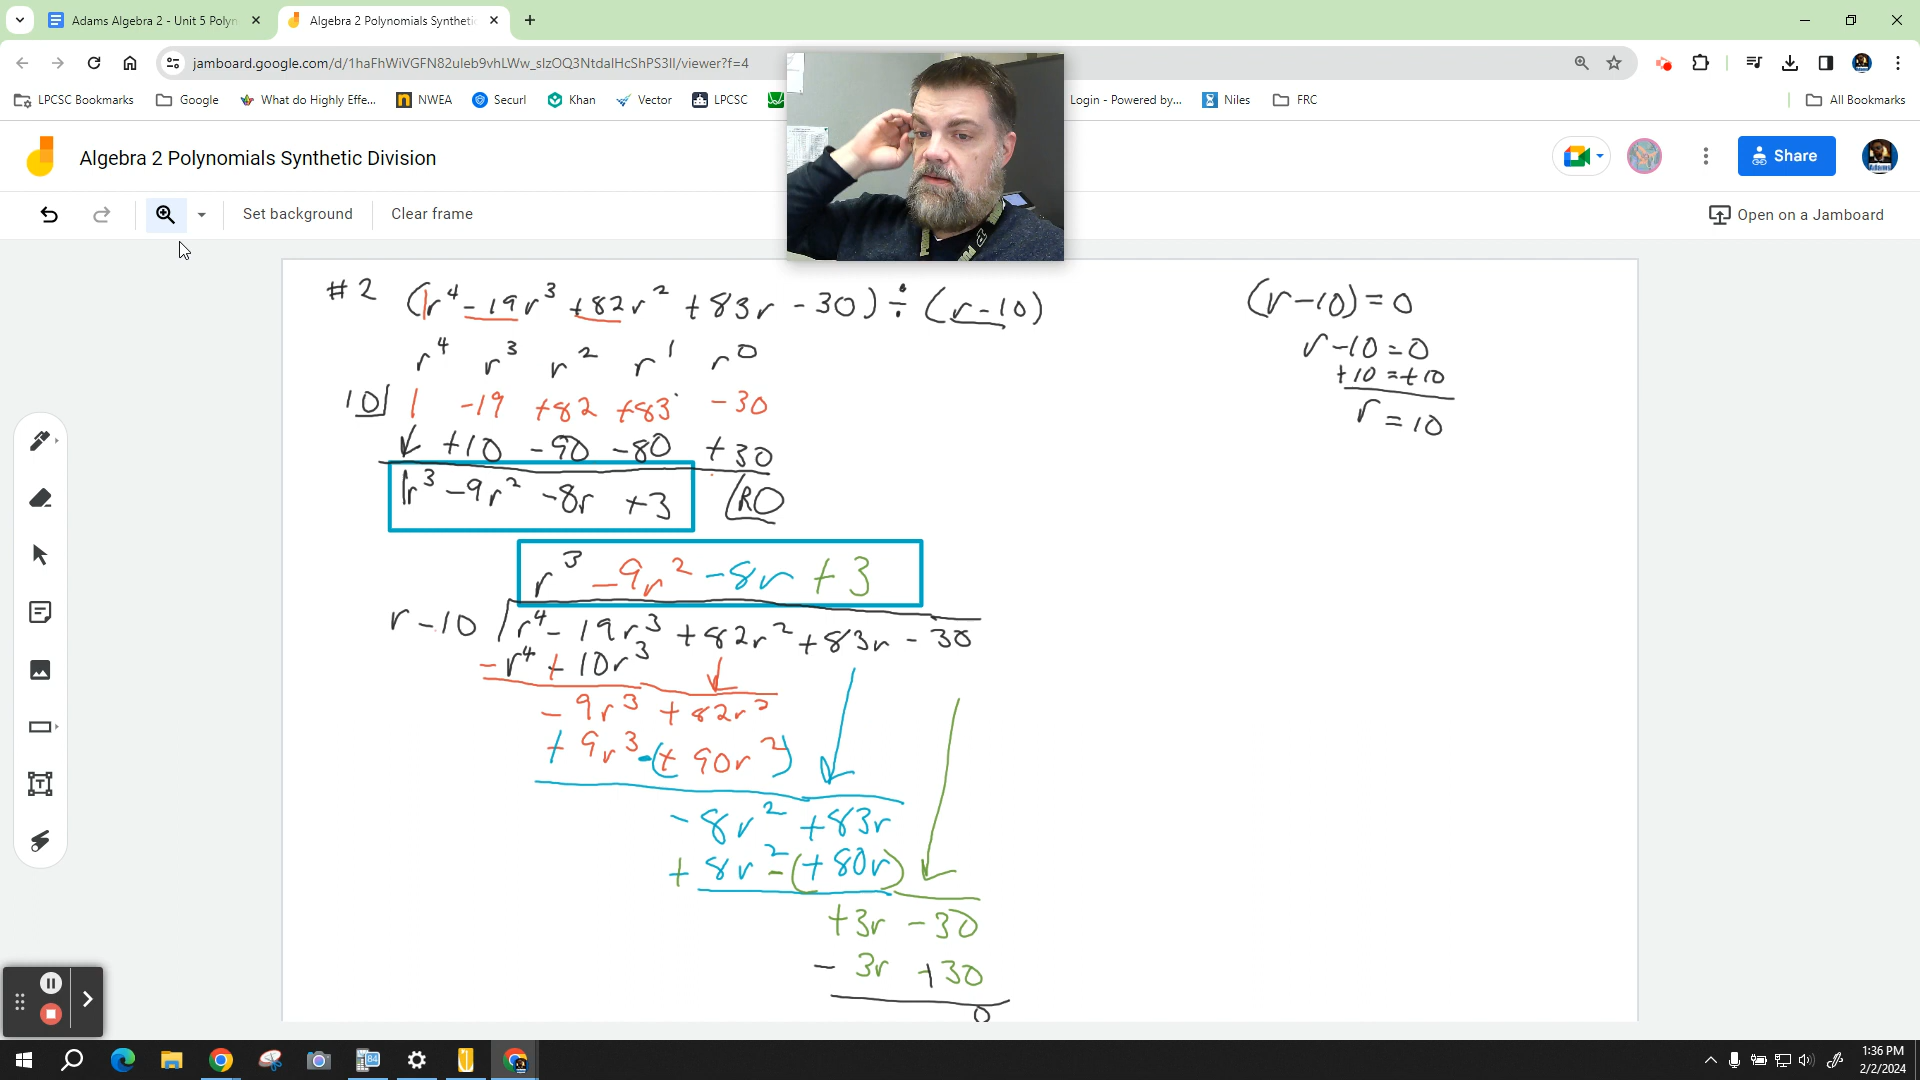 Adams Algebra 2 - Unit 5 Polyn
Algebra 2 Polynomials Syntheti
jamboard.google.com/d/1haFhWiVGFN82uleb9vhLWw_sIzOQ3NtdalHcShPS3II/viewer?f=4
LPCSC Bookmarks Google What do Highly Effe... NWEA Securl Khan Vector LPCSC Login - Powered by... Niles FRC All Bookmarks
Algebra 2 Polynomials Synthetic Division
Share
Set background Clear frame Open on a Jamboard
#2 (1r⁴ - 19r³ + 82r² + 83r - 30) ÷ (r - 10)
r⁴ r³ r² r¹ r⁰
10| 1 -19 +82 +83 -30
↓ +10 -90 -80 +30
1r³ - 9r² - 8r + 3 R0
(r - 10) = 0
r - 10 = 0
+10 = +10
r = 10
r³ - 9r² - 8r + 3
r - 10 r⁴ - 19r³ + 82r² + 83r - 30
- r⁴ + 10r³
- 9r³ + 82r²
+ 9r³ - (+ 90r²)
- 8r² + 83r
+ 8r² - (+ 80r)
+3r - 30
- 3r + 30
0
84
1:36 PM
2/2/2024